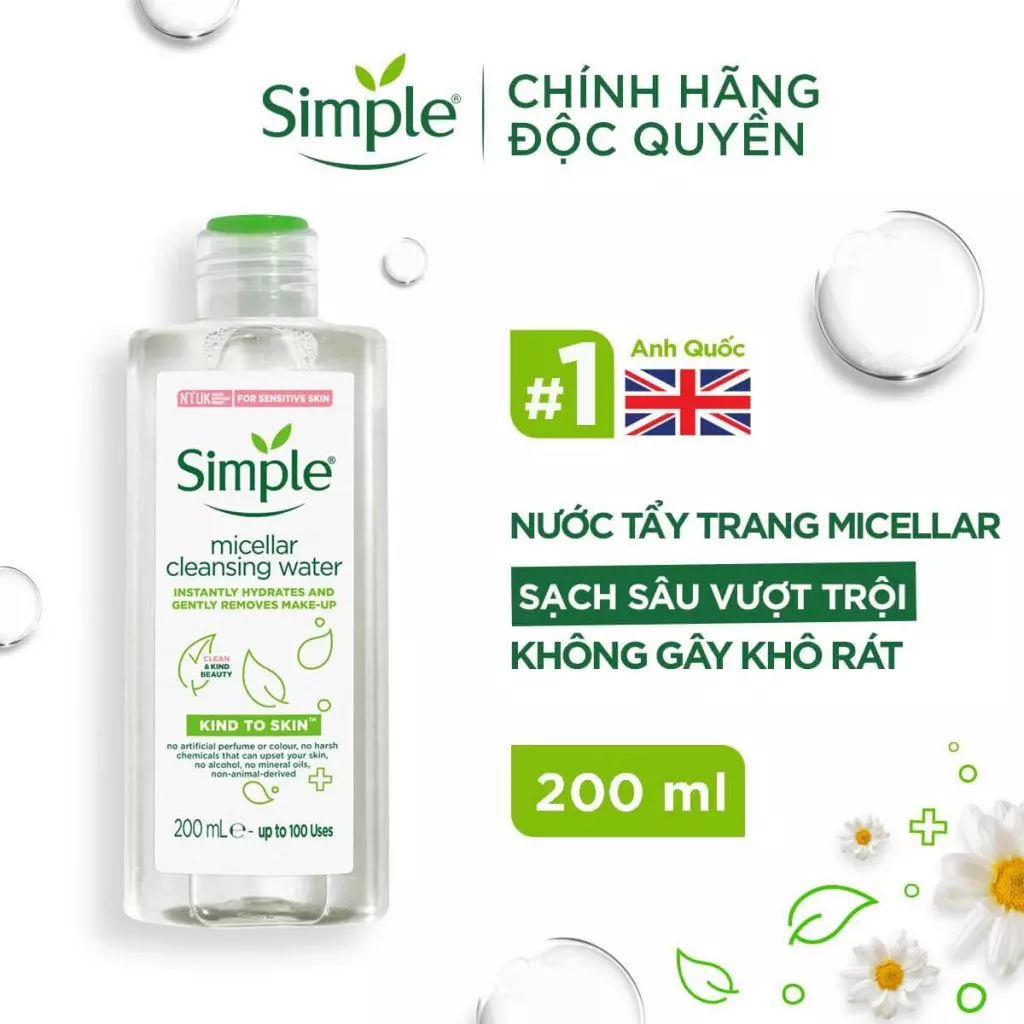 Simple®
CHÍNH HÃNG
ĐỘC QUYỀN
#1
Anh Quốc
NƯỚC TẨY TRANG MICELLAR
SẠCH SÂU VƯỢT TRỘI
KHÔNG GÂY KHÔ RÁT
200 ml
FOR SENSITIVE SKIN
Simple®
micellar
cleansing water
INSTANTLY HYDRATES AND
GENTLY REMOVES MAKE-UP
CLEAN
& KIND
BEAUTY
KIND TO SKIN™
no artificial perfume or colour, no harsh
chemicals that can upset your skin,
no alcohol, no mineral oils,
non-animal-derived
200 mL℮ - up to 100 Uses